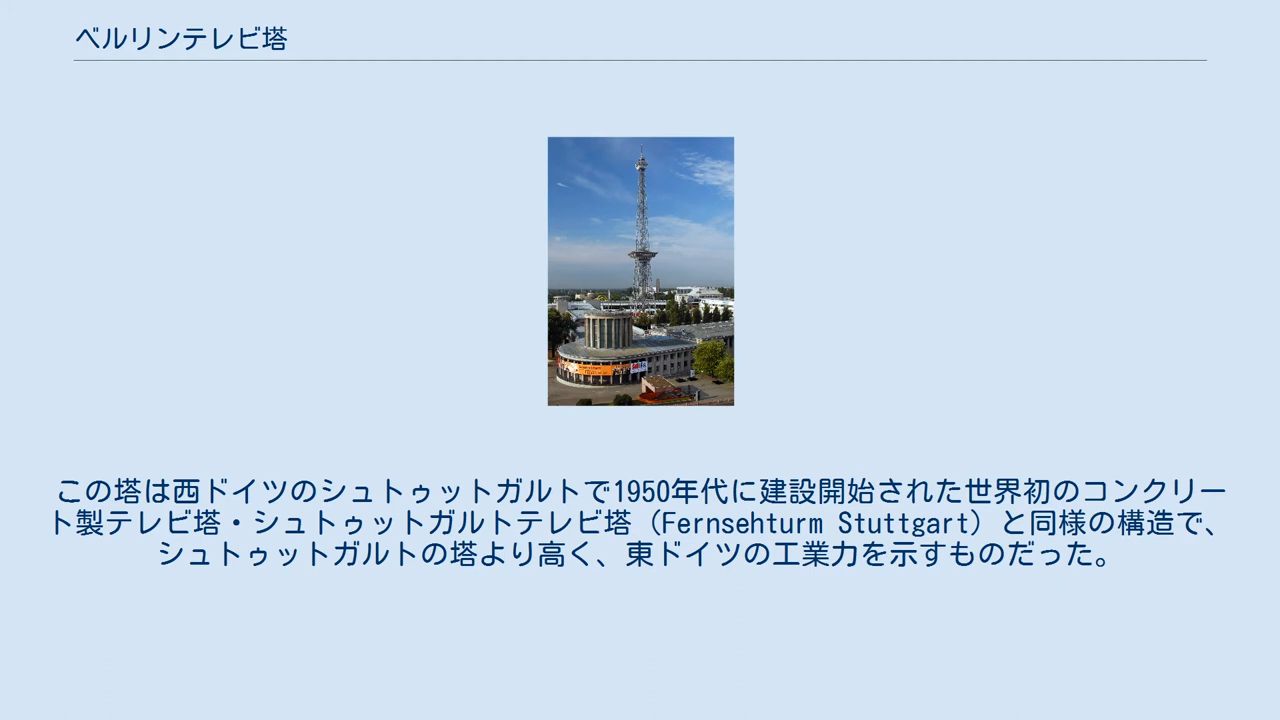 ベルリンテレビ塔
この塔は西ドイツのシュトゥットガルトで1950年代に建設開始された世界初のコンクリー
ト製テレビ塔・シュトゥットガルトテレビ塔（Fernsehturm Stuttgart）と同様の構造で、
シュトゥットガルトの塔より高く、東ドイツの工業力を示すものだった。